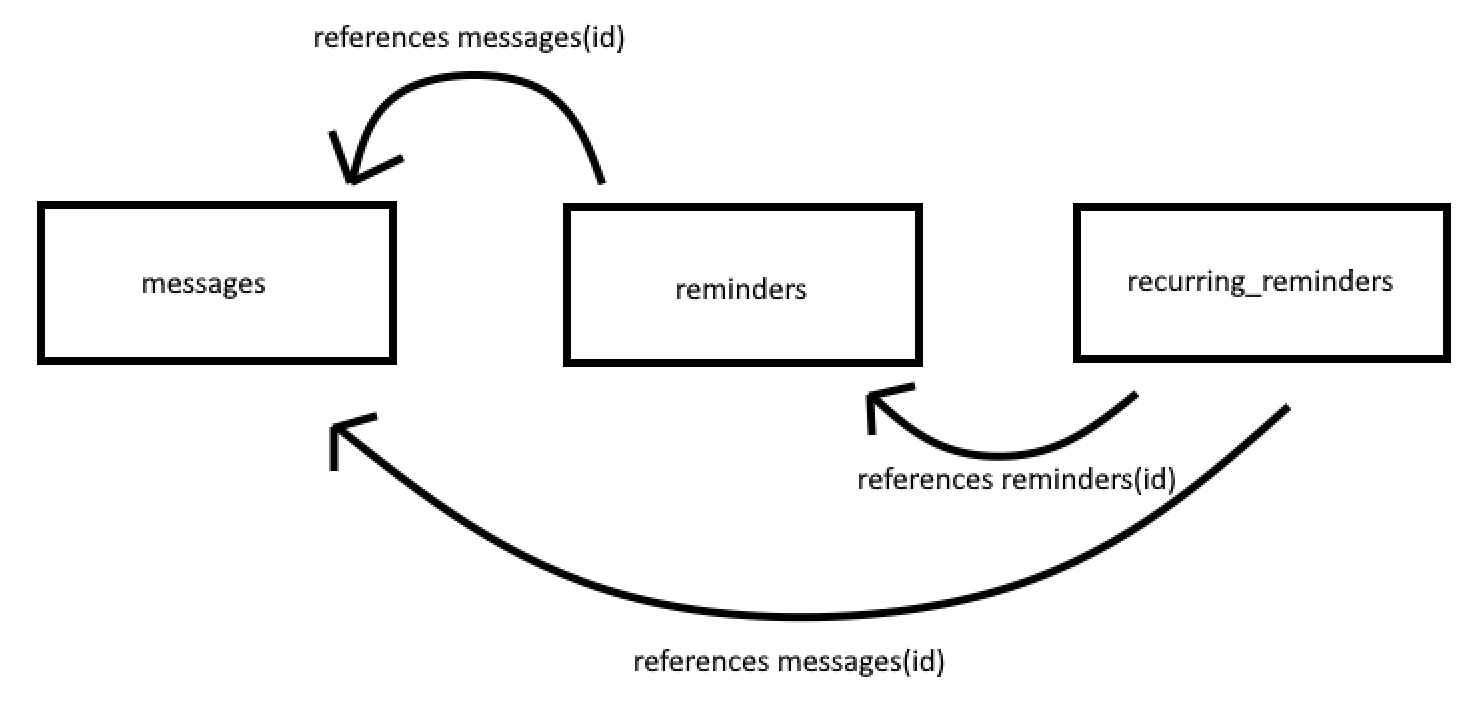 references messages(id)
messages
reminders
recurring_reminders
references reminders(id)
references messages(id)